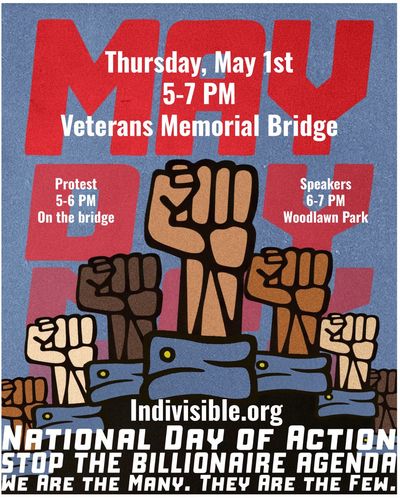 MAY
Thursday, May 1st
5-7 PM
Veterans Memorial Bridge
DAY
Protest
5-6 PM
On the bridge
Speakers
6-7 PM
Woodlawn Park
Indivisible.org
NATIONAL DAY OF ACTION
STOP THE BILLIONAIRE AGENDA
WE ARE THE MANY. THEY ARE THE FEW.